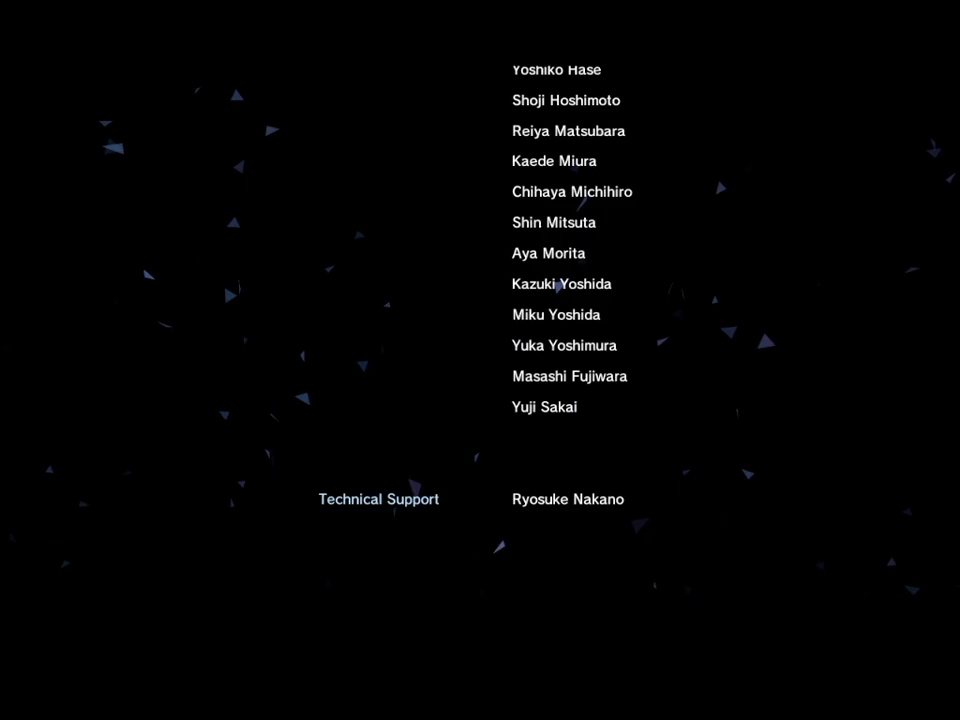 Yoshiko Hase
Shoji Hoshimoto
Reiya Matsubara
Kaede Miura
Chihaya Michihiro
Shin Mitsuta
Aya Morita
Kazuki Yoshida
Miku Yoshida
Yuka Yoshimura
Masashi Fujiwara
Yuji Sakai
Technical Support Ryosuke Nakano